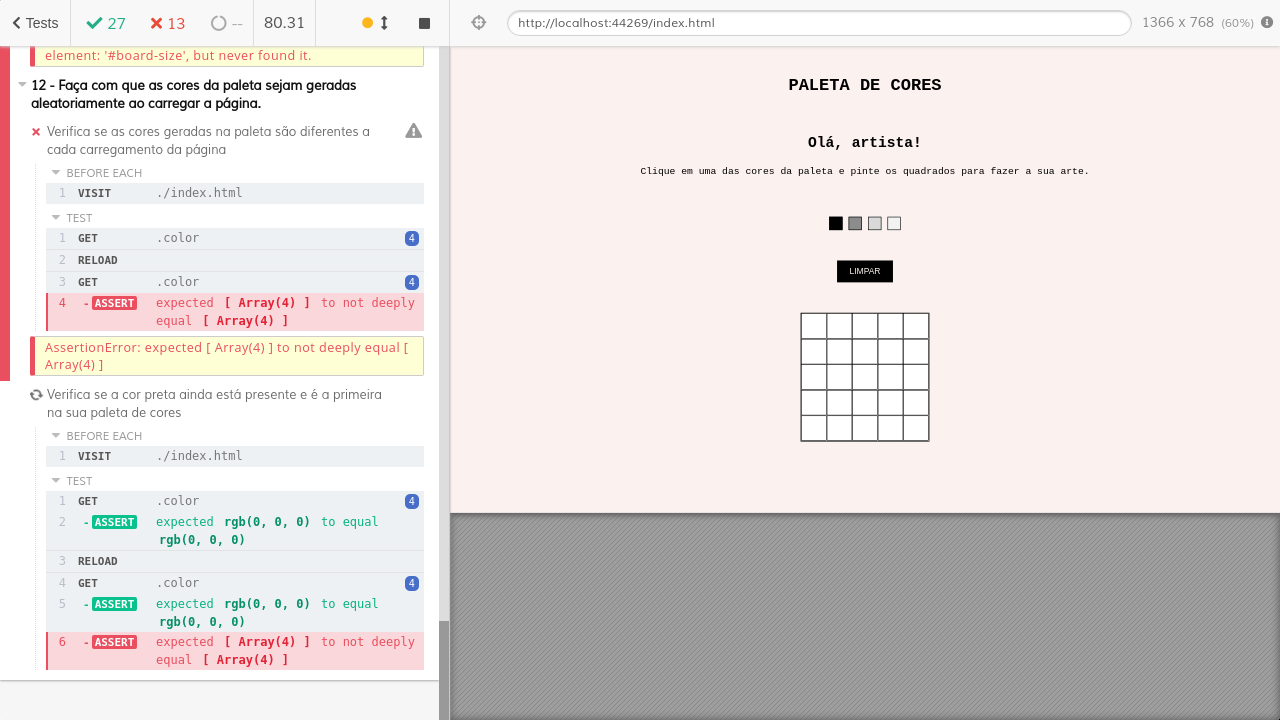 Tests 27 13 -- 80.31
http://localhost:44269/index.html 1366 x 768 (60%)
element: '#board-size', but never found it.
12 - Faça com que as cores da paleta sejam geradas
aleatoriamente ao carregar a página.
Verifica se as cores geradas na paleta são diferentes a
cada carregamento da página
BEFORE EACH
1 VISIT ./index.html
TEST
1 GET .color 4
2 RELOAD
3 GET .color 4
4 -ASSERT expected [ Array(4) ] to not deeply
equal [ Array(4) ]
AssertionError: expected [ Array(4) ] to not deeply equal [
Array(4) ]
Verifica se a cor preta ainda está presente e é a primeira
na sua paleta de cores
BEFORE EACH
1 VISIT ./index.html
TEST
1 GET .color 4
2 -ASSERT expected rgb(0, 0, 0) to equal
rgb(0, 0, 0)
3 RELOAD
4 GET .color 4
5 -ASSERT expected rgb(0, 0, 0) to equal
rgb(0, 0, 0)
6 -ASSERT expected [ Array(4) ] to not deeply
equal [ Array(4) ]
PALETA DE CORES
Olá, artista!
Clique em uma das cores da paleta e pinte os quadrados para fazer a sua arte.
LIMPAR